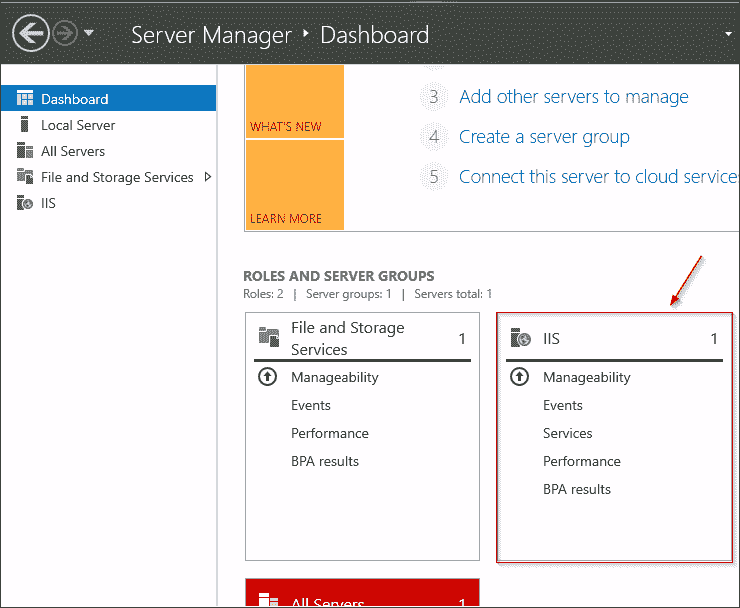 Server Manager ‣ Dashboard
Dashboard
Local Server
All Servers
File and Storage Services
IIS
WHAT'S NEW
LEARN MORE
3 Add other servers to manage
4 Create a server group
5 Connect this server to cloud services
ROLES AND SERVER GROUPS
Roles: 2 | Server groups: 1 | Servers total: 1
File and Storage
Services 1
Manageability
Events
Performance
BPA results
IIS 1
Manageability
Events
Services
Performance
BPA results
All Servers 1